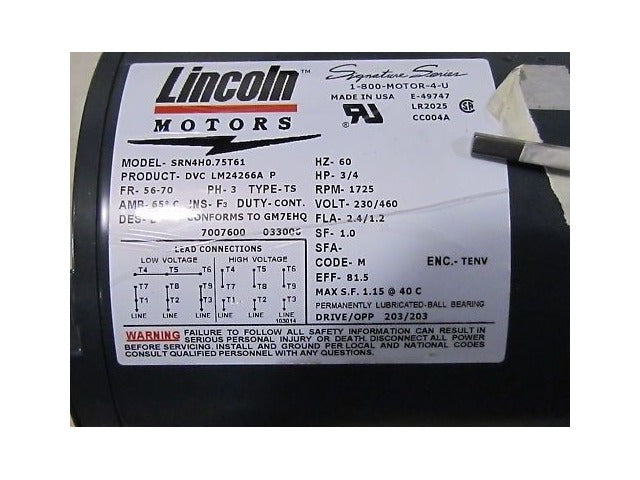 Lincoln™
MOTORS
Signature Series
1-800-MOTOR-4-U
MADE IN USA E-49747
LR2025
CC004A
MODEL- SRN4H0.75T61
PRODUCT- DVC LM24266A P
FR- 56-70 PH- 3 TYPE-TS
AMB- 65° C INS- F3 DUTY-CONT.
DES- CONFORMS TO GM7EHQ
7007600
HZ- 60
HP- 3/4
RPM- 1725
VOLT- 230/460
FLA- 2.4/1.2
SF- 1.0
SFA-
CODE- M ENC.- TENV
EFF- 81.5
MAX S.F. 1.15 @ 40 C
PERMANENTLY LUBRICATED-BALL BEARING
DRIVE/OPP 203/203
LEAD CONNECTIONS
LOW VOLTAGE HIGH VOLTAGE
T4 T5 T6 T4 T5 T6
T7 T8 T9 T7 T8 T9
T1 T2 T3 T1 T2 T3
LINE LINE LINE LINE LINE LINE
103014
WARNING FAILURE TO FOLLOW ALL SAFETY INFORMATION CAN RESULT IN
SERIOUS PERSONAL INJURY OR DEATH. DISCONNECT ALL POWER
BEFORE SERVICING. INSTALL AND GROUND PER LOCAL AND NATIONAL CODES
CONSULT QUALIFIED PERSONNEL WITH ANY QUESTIONS.